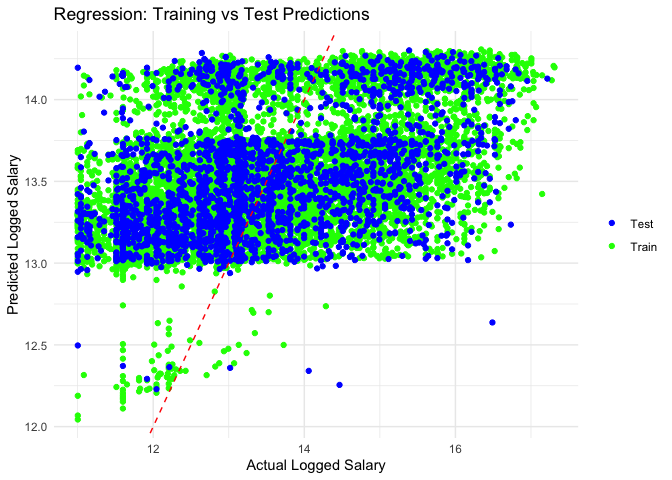 Regression: Training vs Test Predictions
Predicted Logged Salary
14.0
13.5
13.0
12.5
12.0
12
14
16
Actual Logged Salary
Test
Train